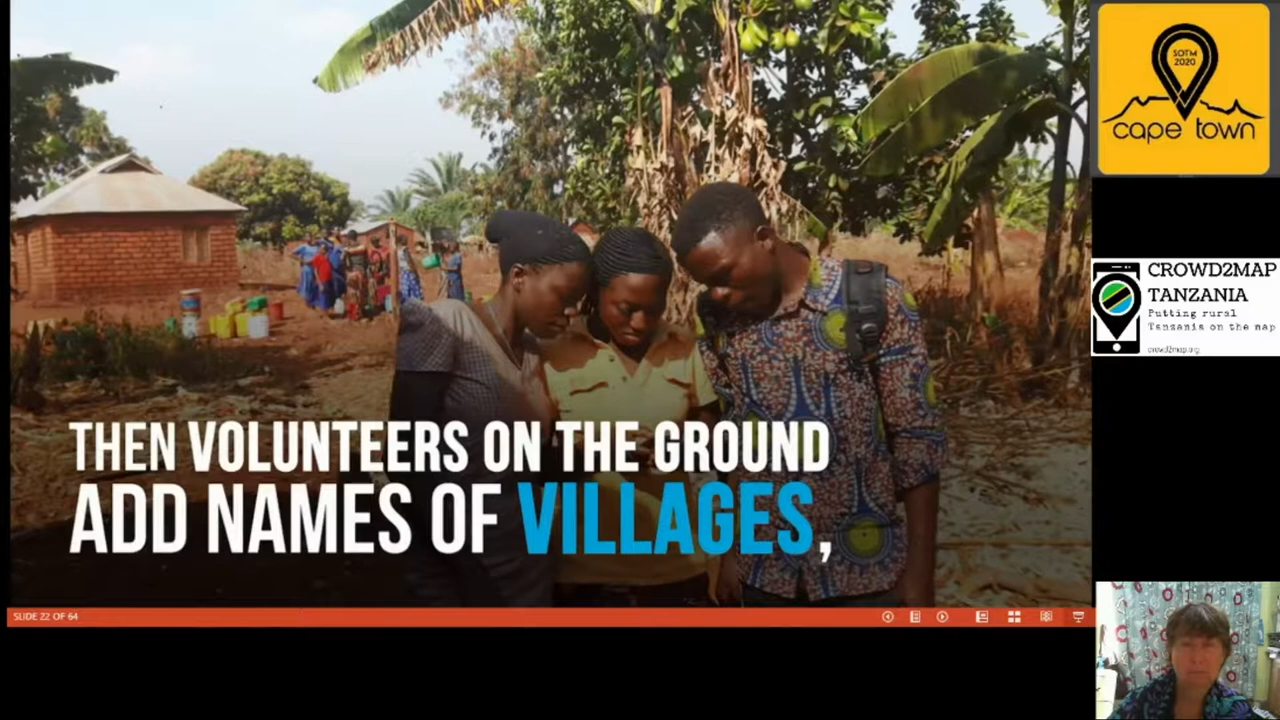 THEN VOLUNTEERS ON THE GROUND
ADD NAMES OF VILLAGES,
SLIDE 22 OF 64
SOTM
2020
cape town
CROWD2MAP
TANZANIA
Putting rural
Tanzania on the map
crowd2map.org